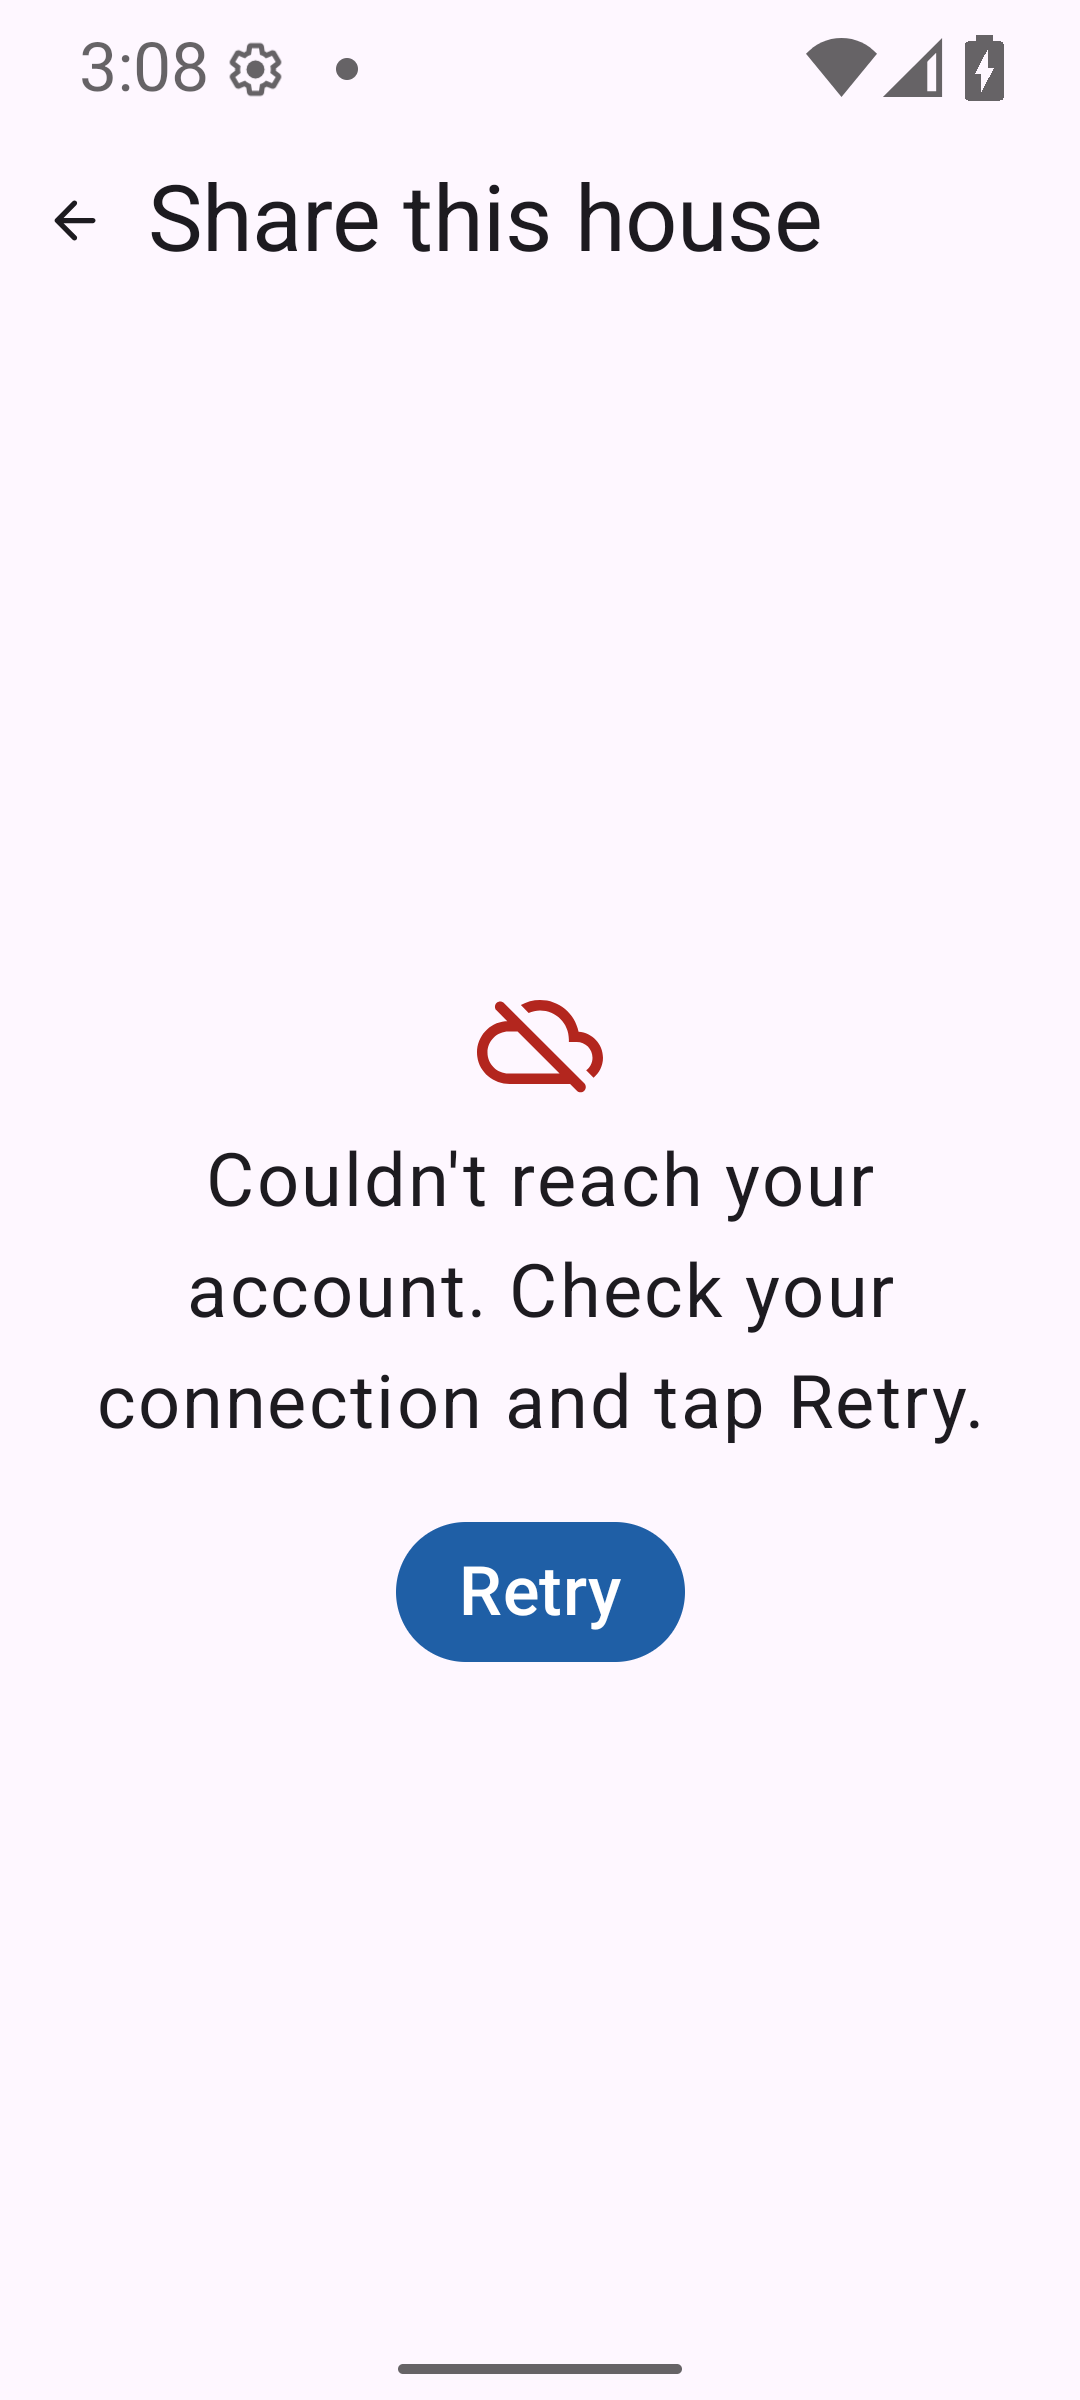 3:08
Share this house
Couldn't reach your
account. Check your
connection and tap Retry.
Retry